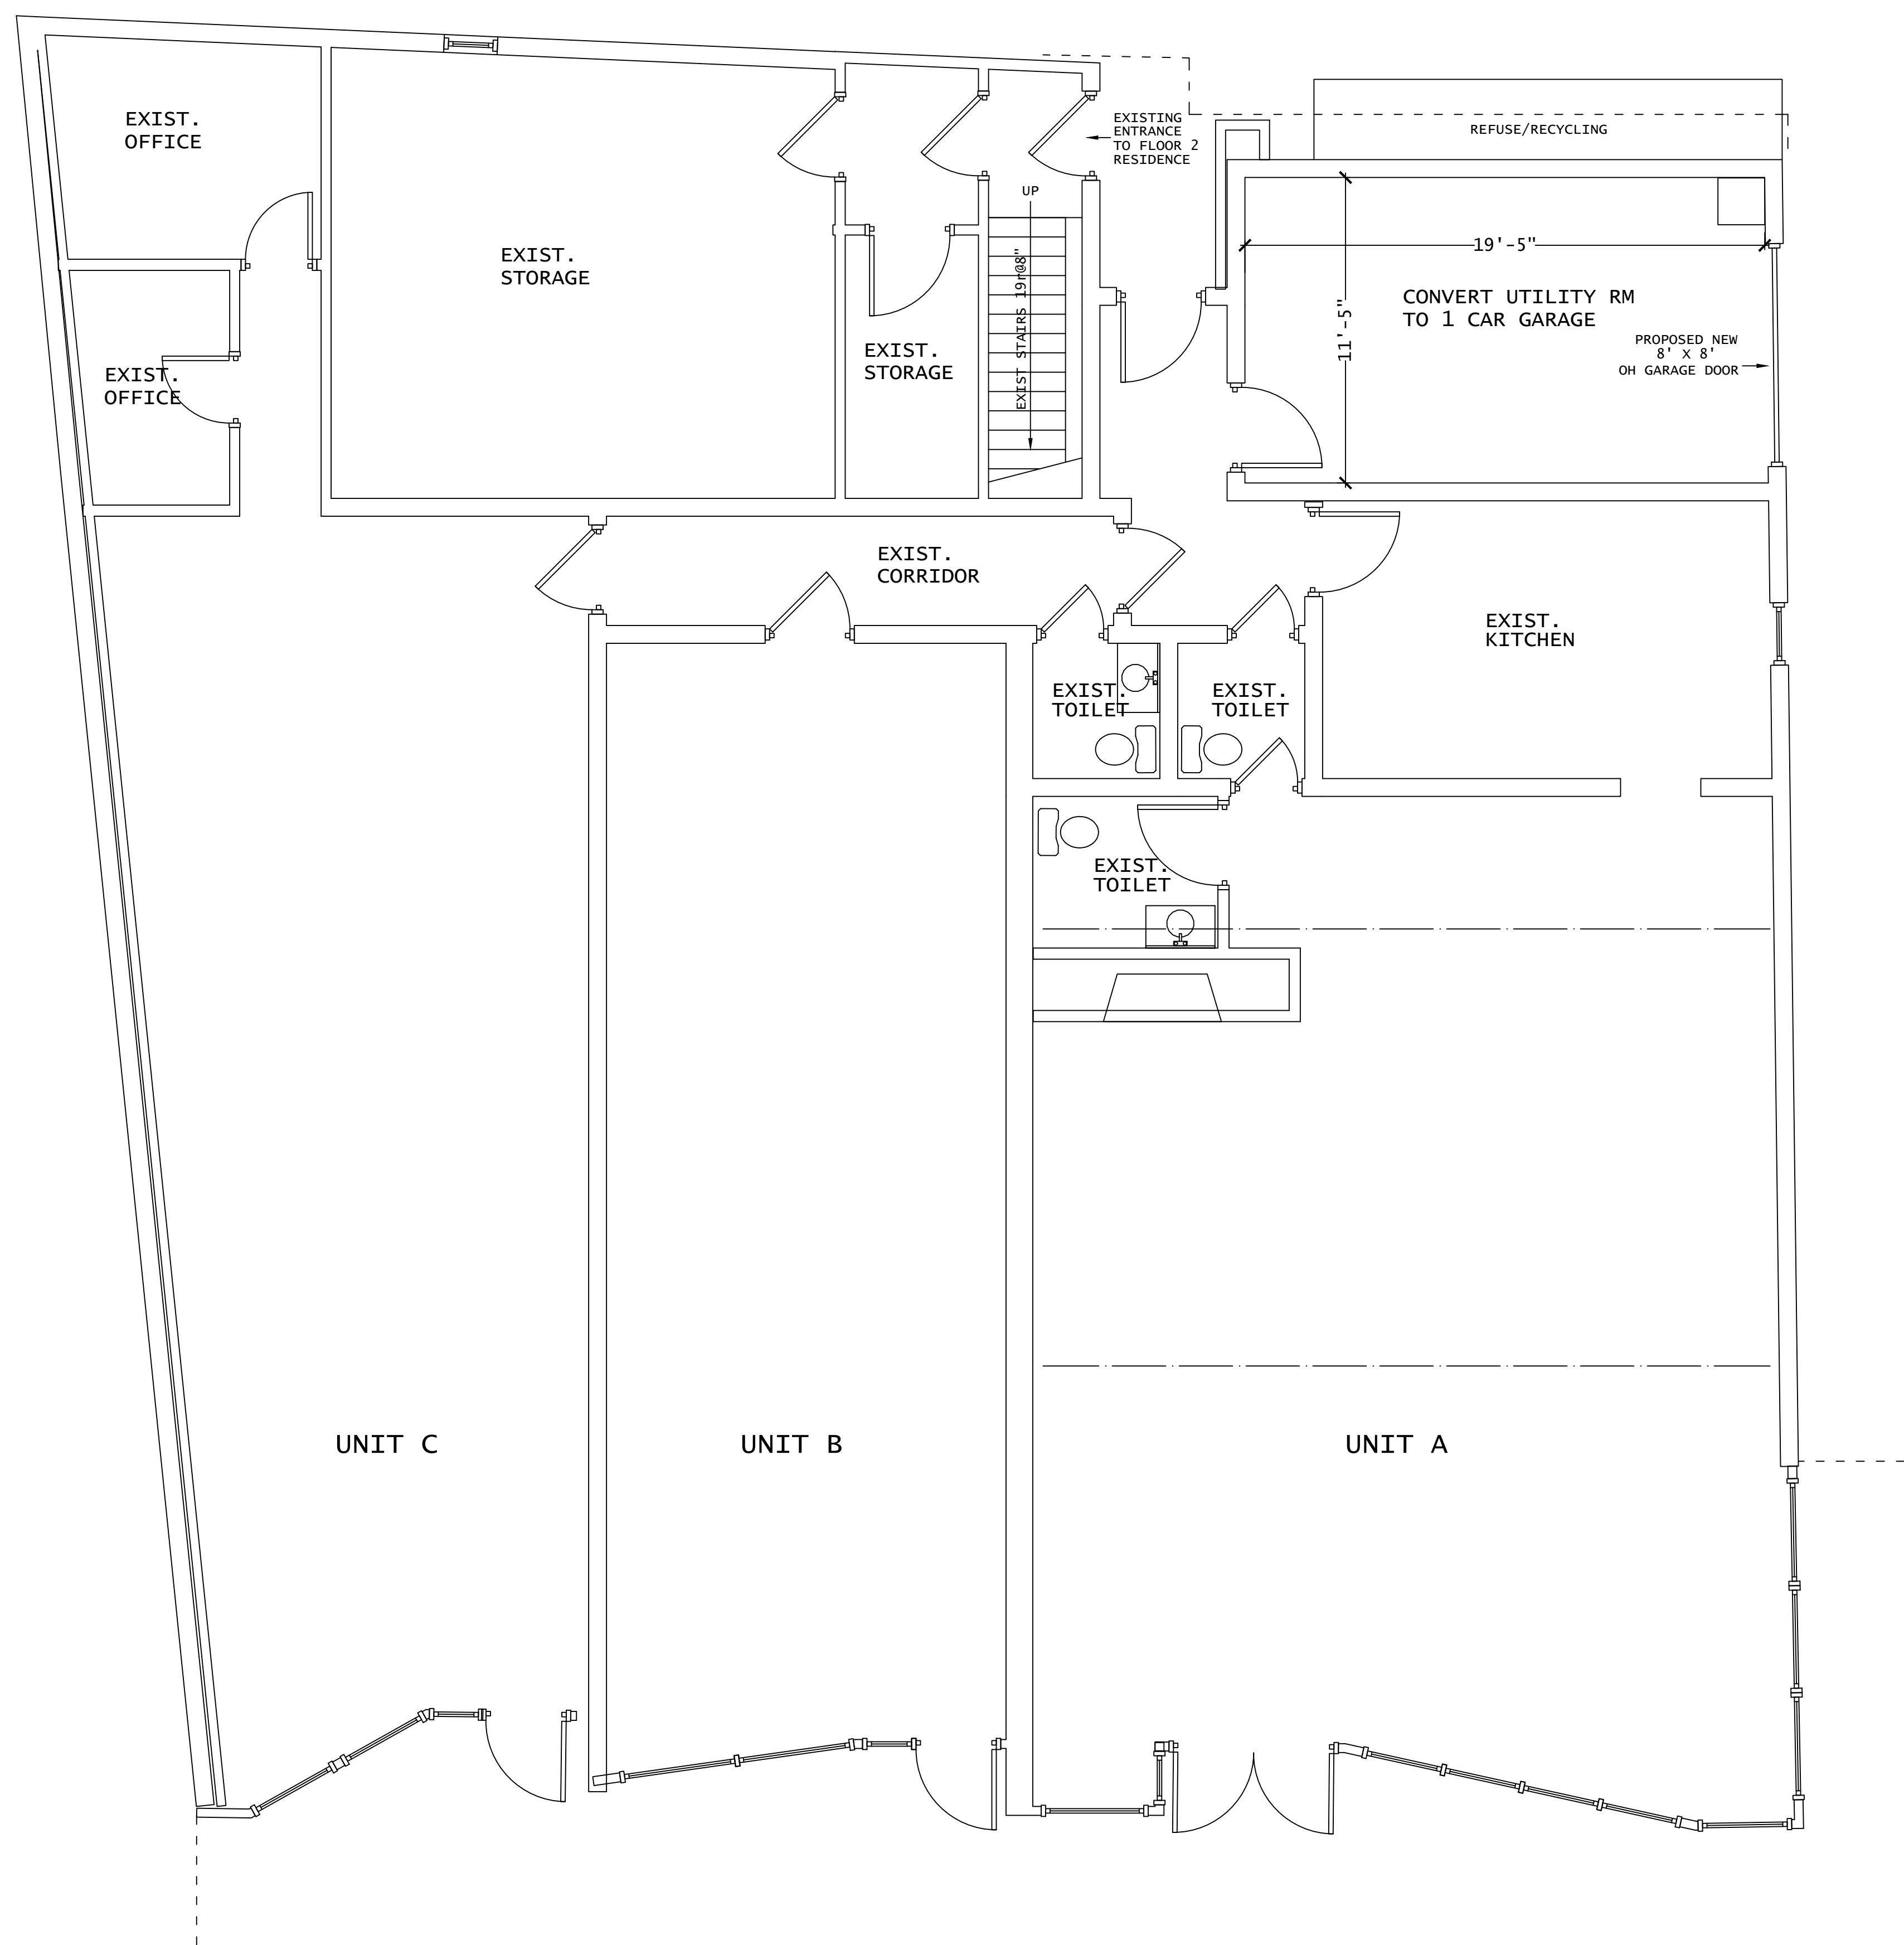 EXIST.
OFFICE
EXISTING
ENTRANCE
TO FLOOR 2
RESIDENCE
REFUSE/RECYCLING
UP
EXIST STAIRS 19r@8"
EXIST.
STORAGE
19'-5"
11'-5"
CONVERT UTILITY RM
TO 1 CAR GARAGE
PROPOSED NEW
8' X 8'
OH GARAGE DOOR
EXIST.
STORAGE
EXIST.
OFFICE
EXIST.
CORRIDOR
EXIST.
KITCHEN
EXIST.
TOILET
EXIST.
TOILET
EXIST.
TOILET
UNIT C
UNIT B
UNIT A